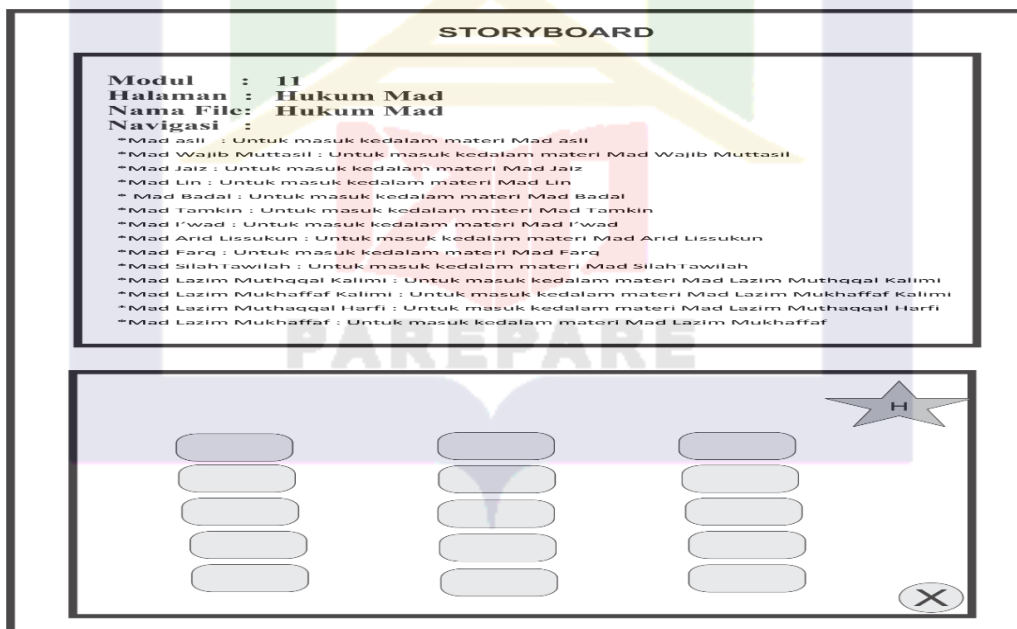 STORYBOARD
Modul : 11
Halaman : Hukum Mad
Nama File: Hukum Mad
Navigasi :
*Mad asli : Untuk masuk kedalam materi Mad asli
*Mad Wajib Muttasil : Untuk masuk kedalam materi Mad Wajib Muttasil
*Mad Jaiz : Untuk masuk kedalam materi Mad Jaiz
*Mad Lin : Untuk masuk kedalam materi Mad Lin
* Mad Badal : Untuk masuk kedalam materi Mad Badal
*Mad Tamkin : Untuk masuk kedalam materi Mad Tamkin
*Mad I'wad : Untuk masuk kedalam materi Mad I'wad
*Mad Arid Lissukun : Untuk masuk kedalam materi Mad Arid Lissukun
*Mad Farq : Untuk masuk kedalam materi Mad Farq
*Mad SilahTawilah : Untuk masuk kedalam materi Mad SilahTawilah
*Mad Lazim Muthqqal Kalimi : Untuk masuk kedalam materi Mad Lazim Muthqqal Kalimi
*Mad Lazim Mukhaffaf Kalimi : Untuk masuk kedalam materi Mad Lazim Mukhaffaf Kalimi
*Mad Lazim Muthaqqal Harfi : Untuk masuk kedalam materi Mad Lazim Muthaqqal Harfi
*Mad Lazim Mukhaffaf : Untuk masuk kedalam materi Mad Lazim Mukhaffaf
PAREPARE
H
X